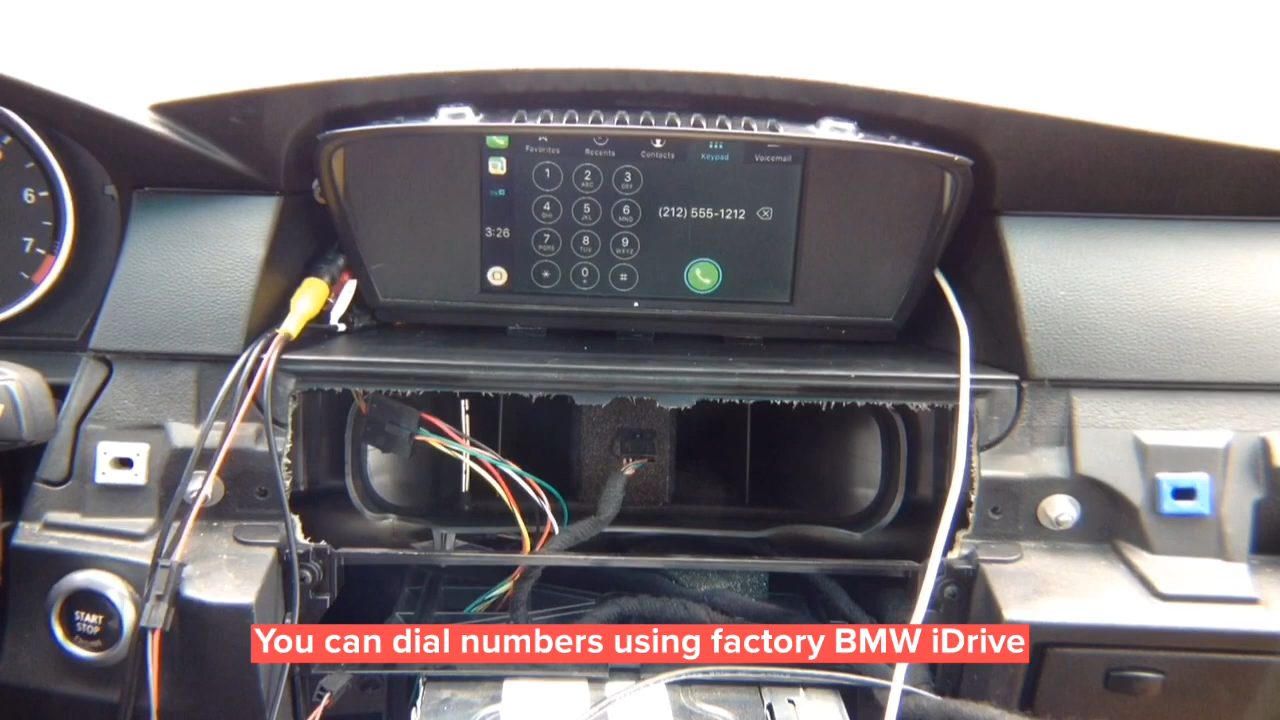 6
7
Favorites Recents Contacts Keypad Voicemail
1 2 3
ABC DEF
4 5 6
GHI JKL MNO
(212) 555-1212
3:26
7 8 9
PQRS TUV WXYZ
* 0 #
+
START
STOP
You can dial numbers using factory BMW iDrive